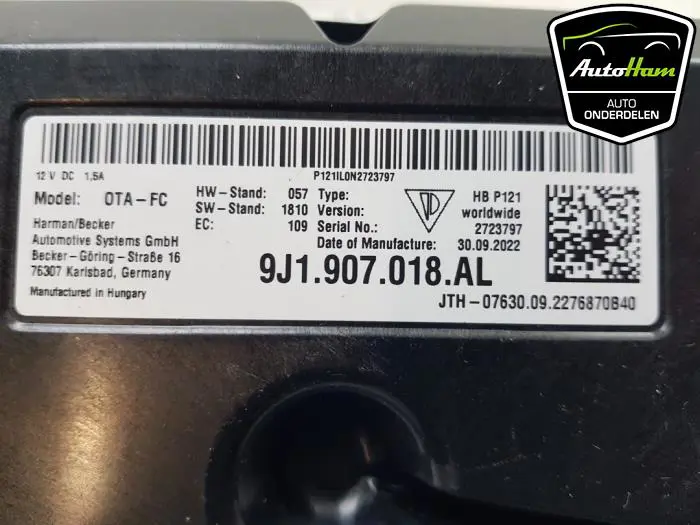 AutoHam
AUTO
ONDERDELEN
12 V DC 1,5A
P121IL0N2723797
Model: OTA-FC
HW-Stand: 057
SW-Stand: 1810
EC: 109
Type: HB P121
Version: worldwide
Serial No.: 2723797
Date of Manufacture: 30.09.2022
Harman/Becker
Automotive Systems GmbH
Becker-Göring-Straße 16
76307 Karlsbad, Germany
Manufactured in Hungary
9J1.907.018.AL
JTH-07630.09.2276870B40